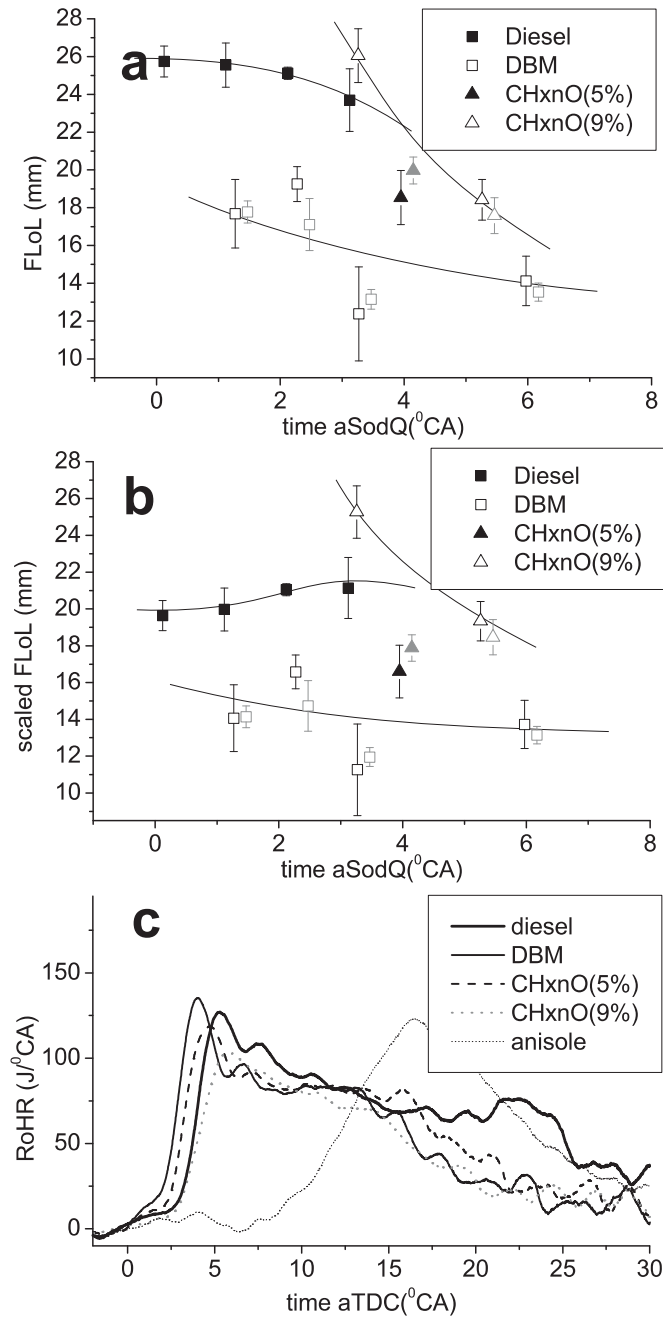 a
Diesel
DBM
CHxnO(5%)
CHxnO(9%)
28
26
24
22
20
18
16
14
12
10
FLoL (mm)
0 2 4 6 8
time aSodQ(⁰CA)
b
Diesel
DBM
CHxnO(5%)
CHxnO(9%)
28
26
24
22
20
18
16
14
12
10
scaled FLoL (mm)
0 2 4 6 8
time aSodQ(⁰CA)
c
diesel
DBM
CHxnO(5%)
CHxnO(9%)
anisole
150
100
50
0
RoHR (J/⁰CA)
0 5 10 15 20 25 30
time aTDC(⁰CA)